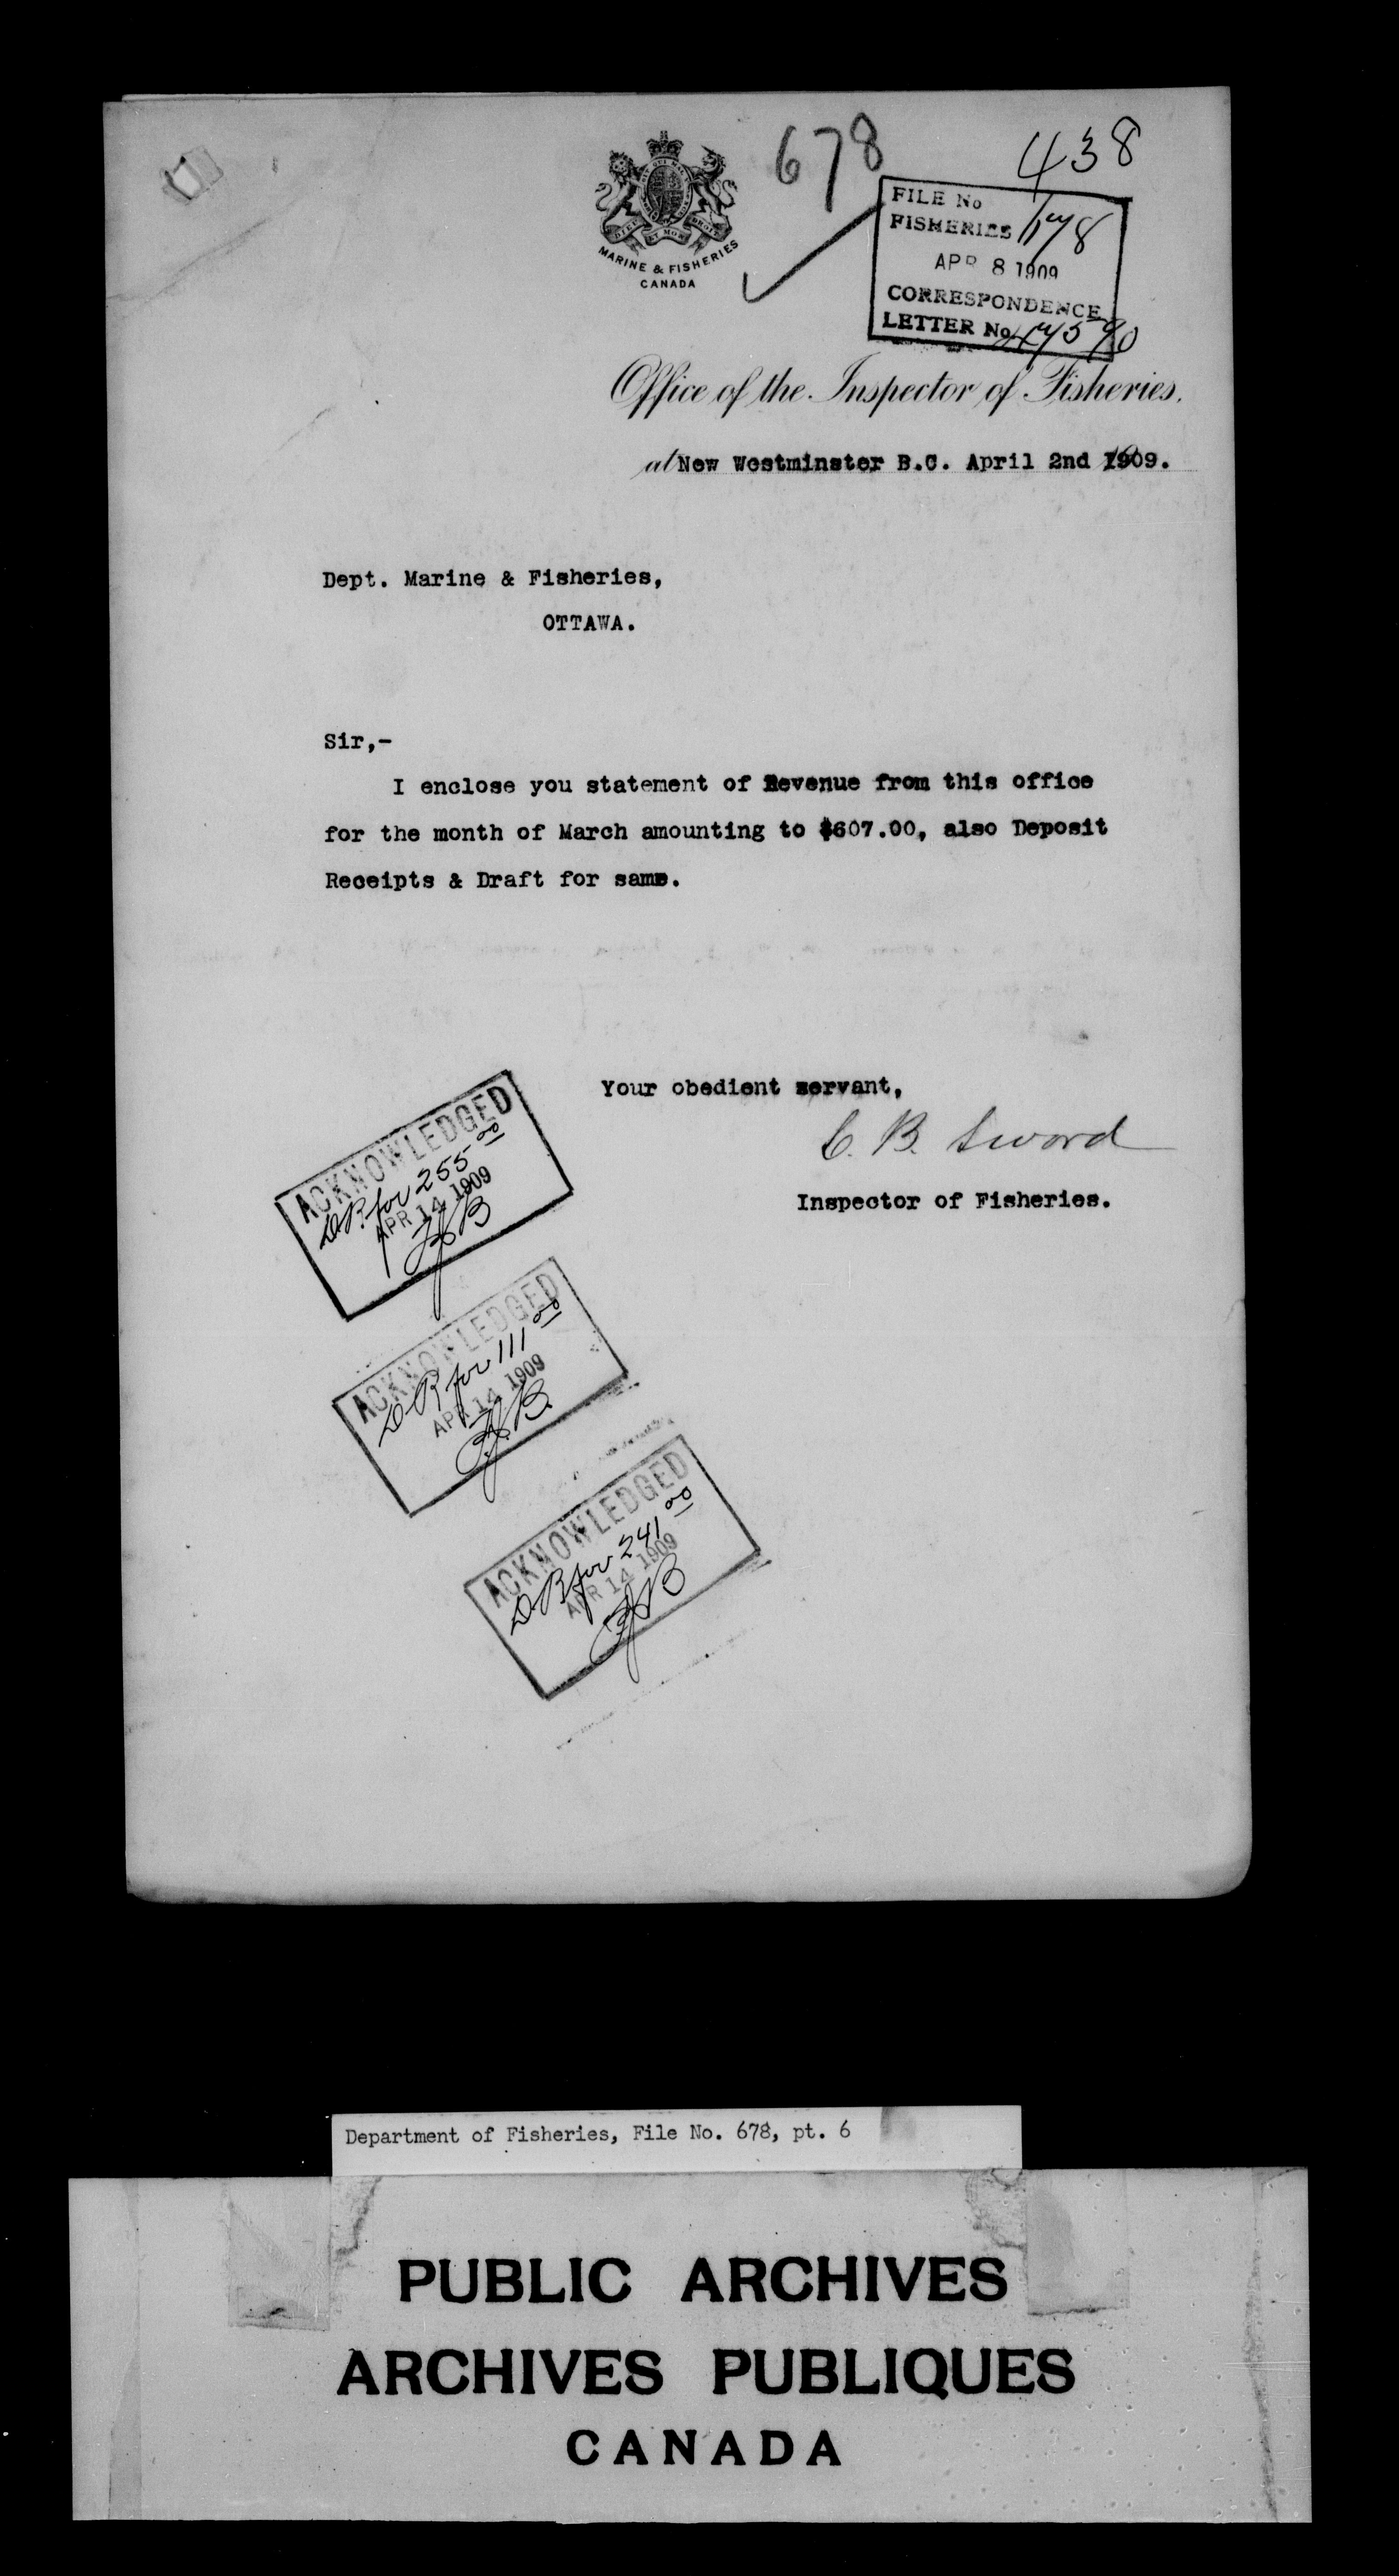 678
438
DIEU ET MON DROIT
MARINE & FISHERIES
CANADA
FILE No
FISHERIES 178
APR 8 1909
CORRESPONDENCE
LETTER No
Office of the Inspector of Fisheries.
at New Westminster B.C. April 2nd 1909.
Dept. Marine & Fisheries,
OTTAWA.
Sir,-
I enclose you statement of Revenue from this office
for the month of March amounting to $607.00, also Deposit
Receipts & Draft for same.
Your obedient servant,
C. B. Sword
Inspector of Fisheries.
ACKNOWLEDGED
D.R. for 255 00
APR 14 1909
ACKNOWLEDGED
D R for 111 00
APR 14 1909
ACKNOWLEDGED
D R for 241 00
APR 14 1909
Department of Fisheries, File No. 678, pt. 6
PUBLIC ARCHIVES
ARCHIVES PUBLIQUES
CANADA